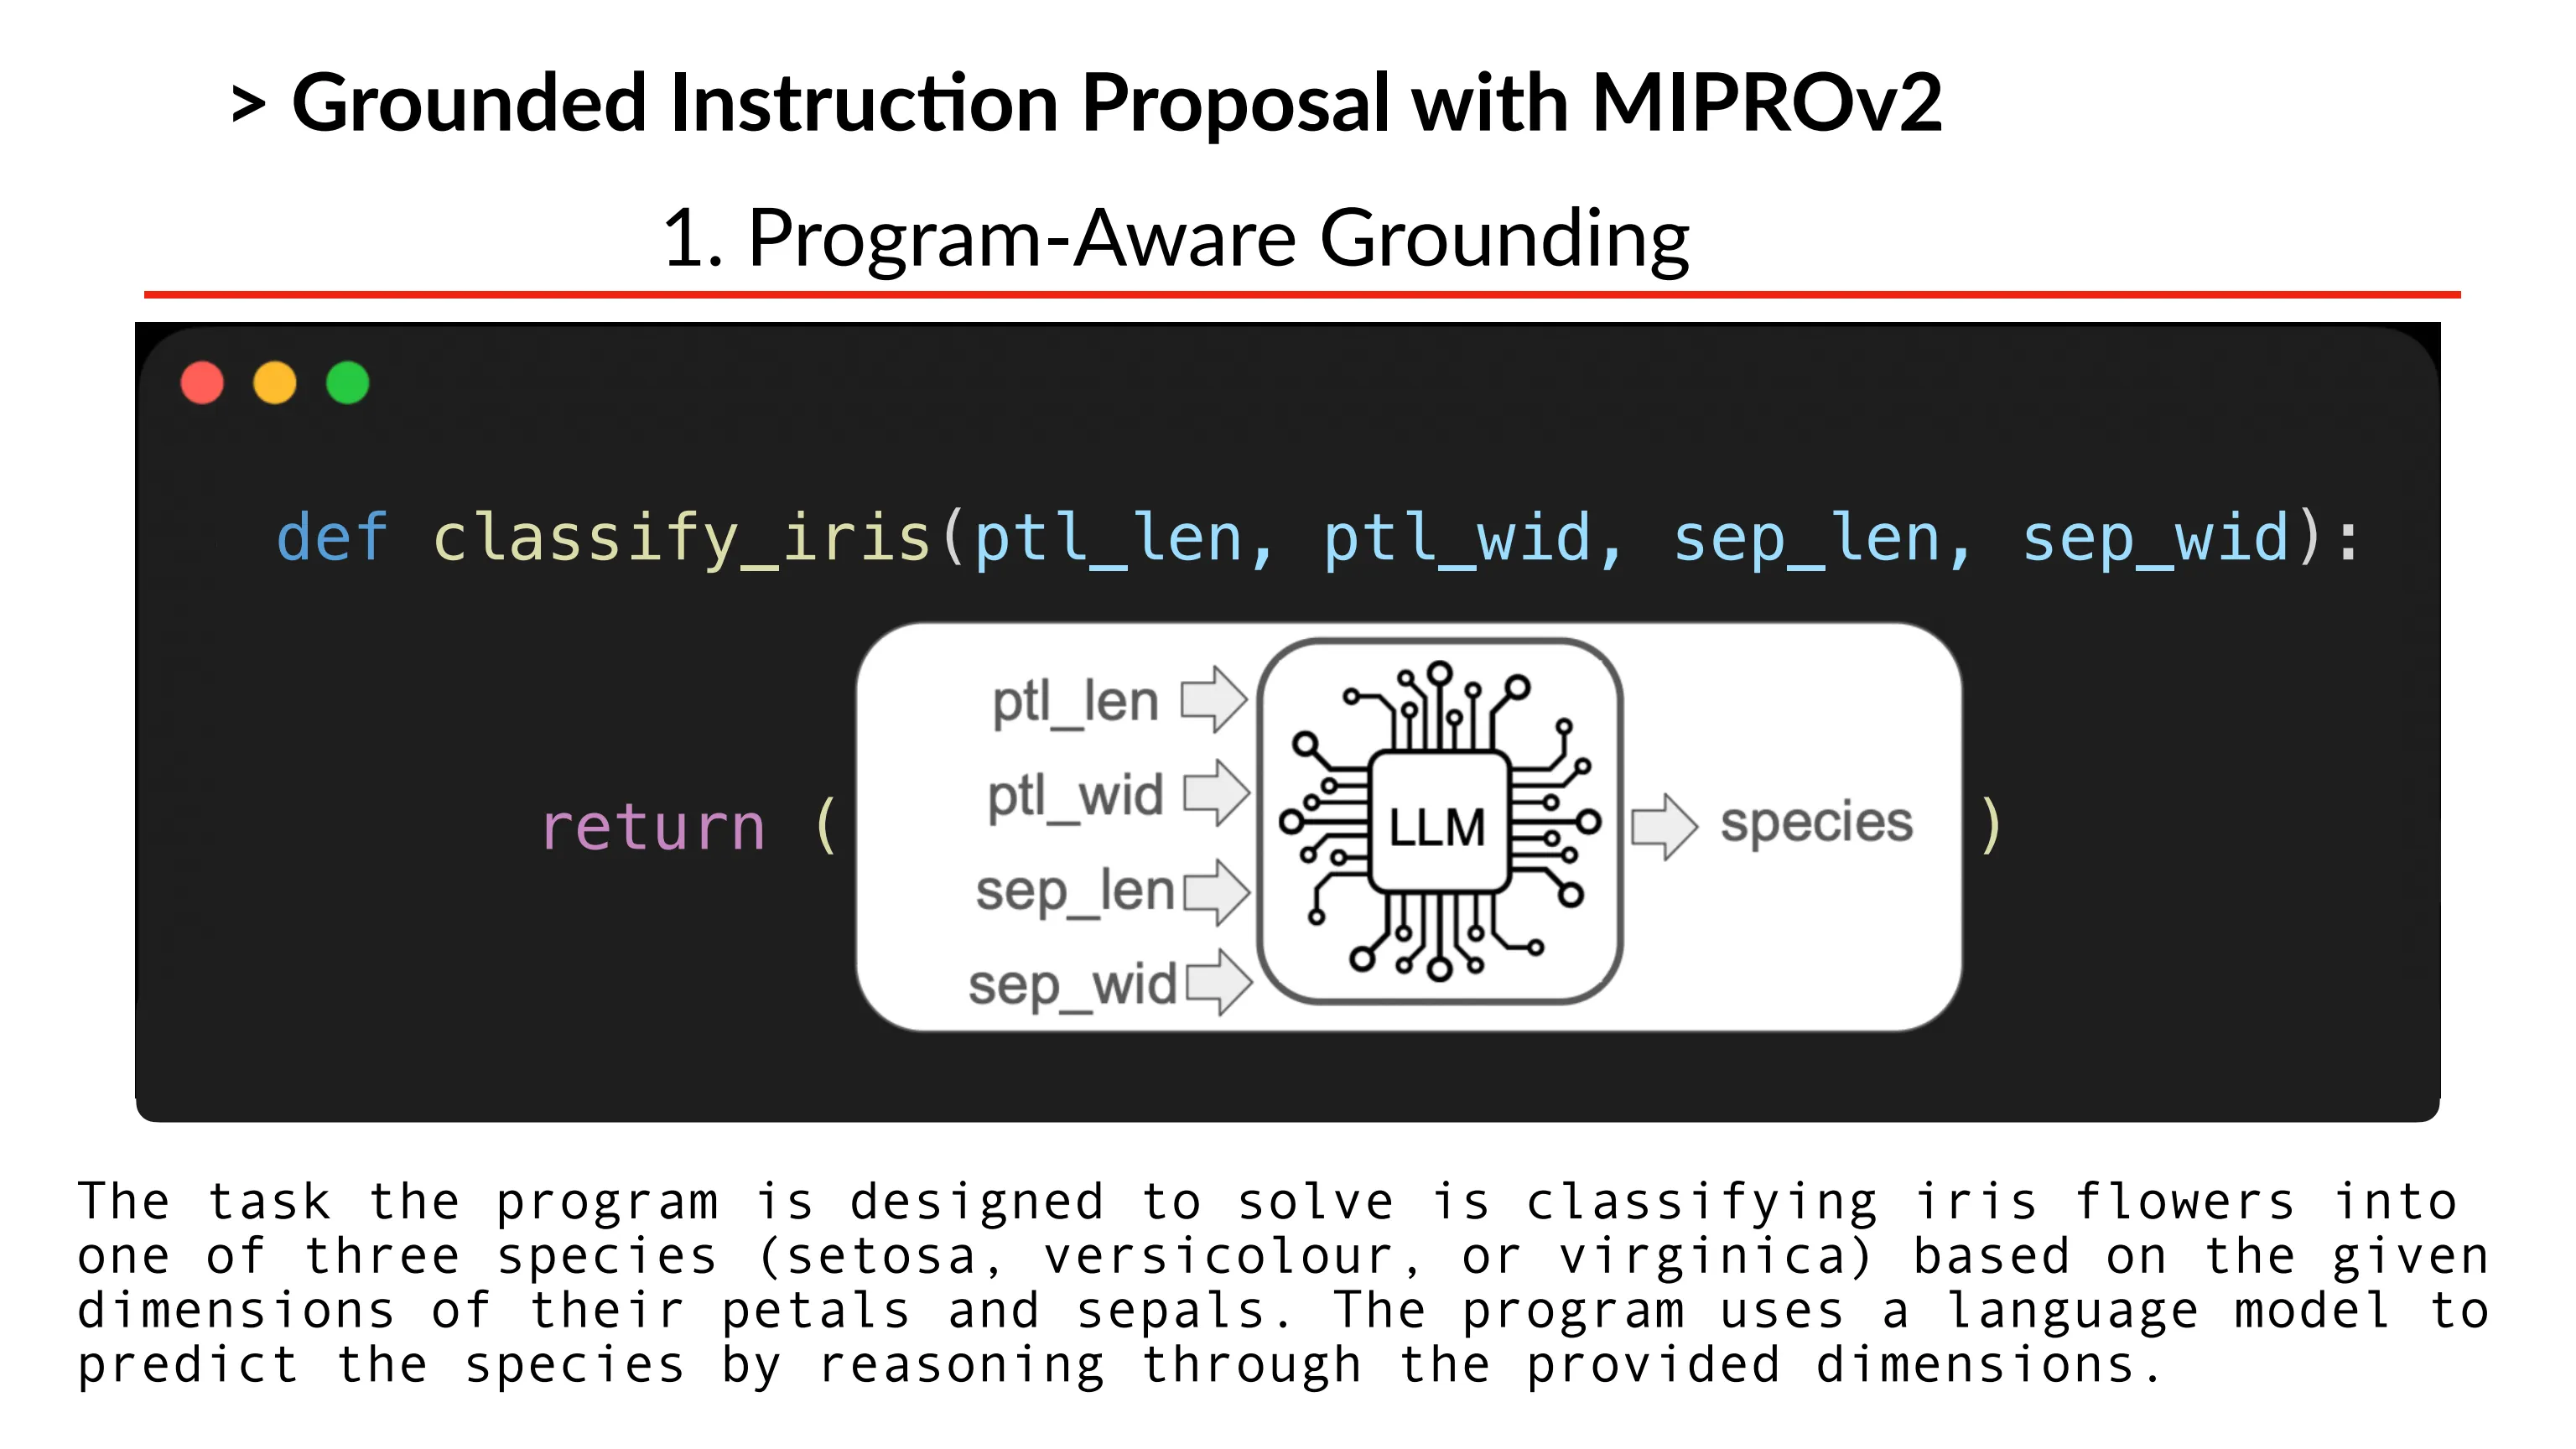 > Grounded Instruction Proposal with MIPROv2
1. Program-Aware Grounding
def classify_iris(ptl_len, ptl_wid, sep_len, sep_wid):
return (
ptl_len
ptl_wid
sep_len
sep_wid
LLM
species
)
The task the program is designed to solve is classifying iris flowers into
one of three species (setosa, versicolour, or virginica) based on the given
dimensions of their petals and sepals. The program uses a language model to
predict the species by reasoning through the provided dimensions.